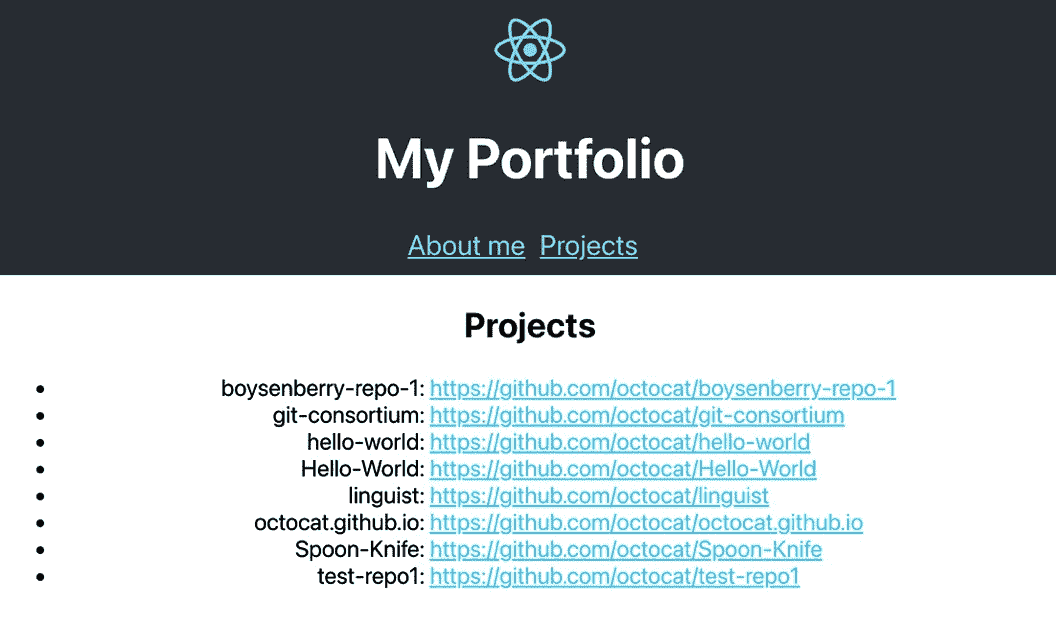 My Portfolio
About me Projects
Projects
boysenberry-repo-1: https://github.com/octocat/boysenberry-repo-1
git-consortium: https://github.com/octocat/git-consortium
hello-world: https://github.com/octocat/hello-world
Hello-World: https://github.com/octocat/Hello-World
linguist: https://github.com/octocat/linguist
octocat.github.io: https://github.com/octocat/octocat.github.io
Spoon-Knife: https://github.com/octocat/Spoon-Knife
test-repo1: https://github.com/octocat/test-repo1